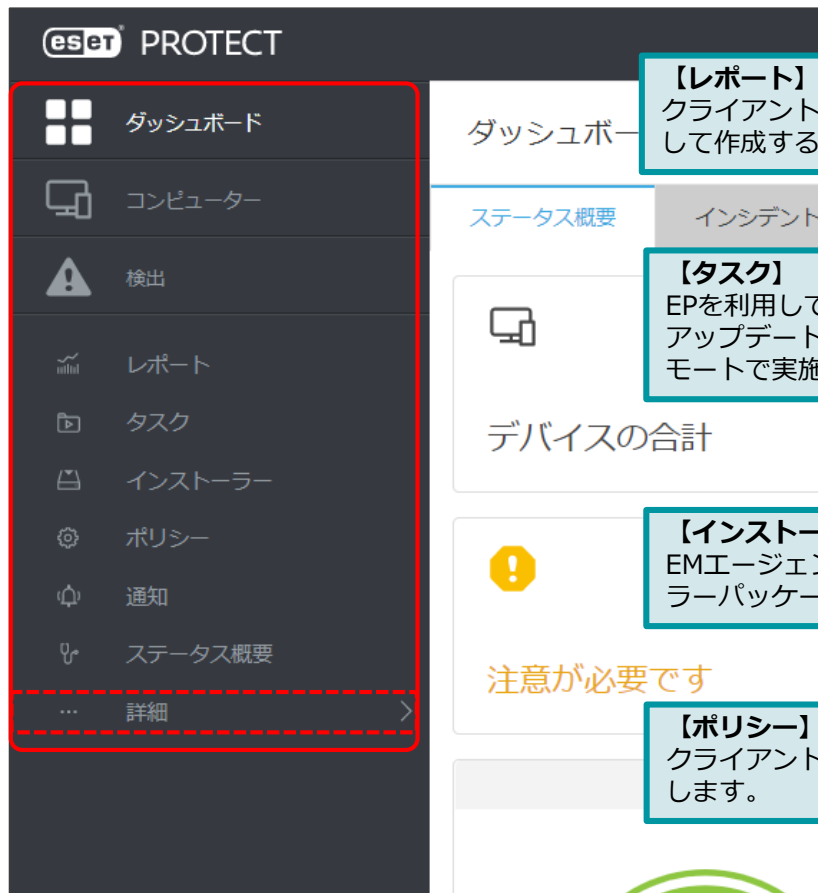 eset PROTECT
ダッシュボード
コンピューター
検出
レポート
タスク
インストーラー
ポリシー
通知
ステータス概要
... 詳細
ダッシュボー
ステータス概要
インシデント
デバイスの合計
注意が必要です
【レポート】
クライアント
して作成する
【タスク】
EPを利用して
アップデート
モートで実施
【インストー
EMエージェン
ラーパッケー
【ポリシー】
クライアント
します。